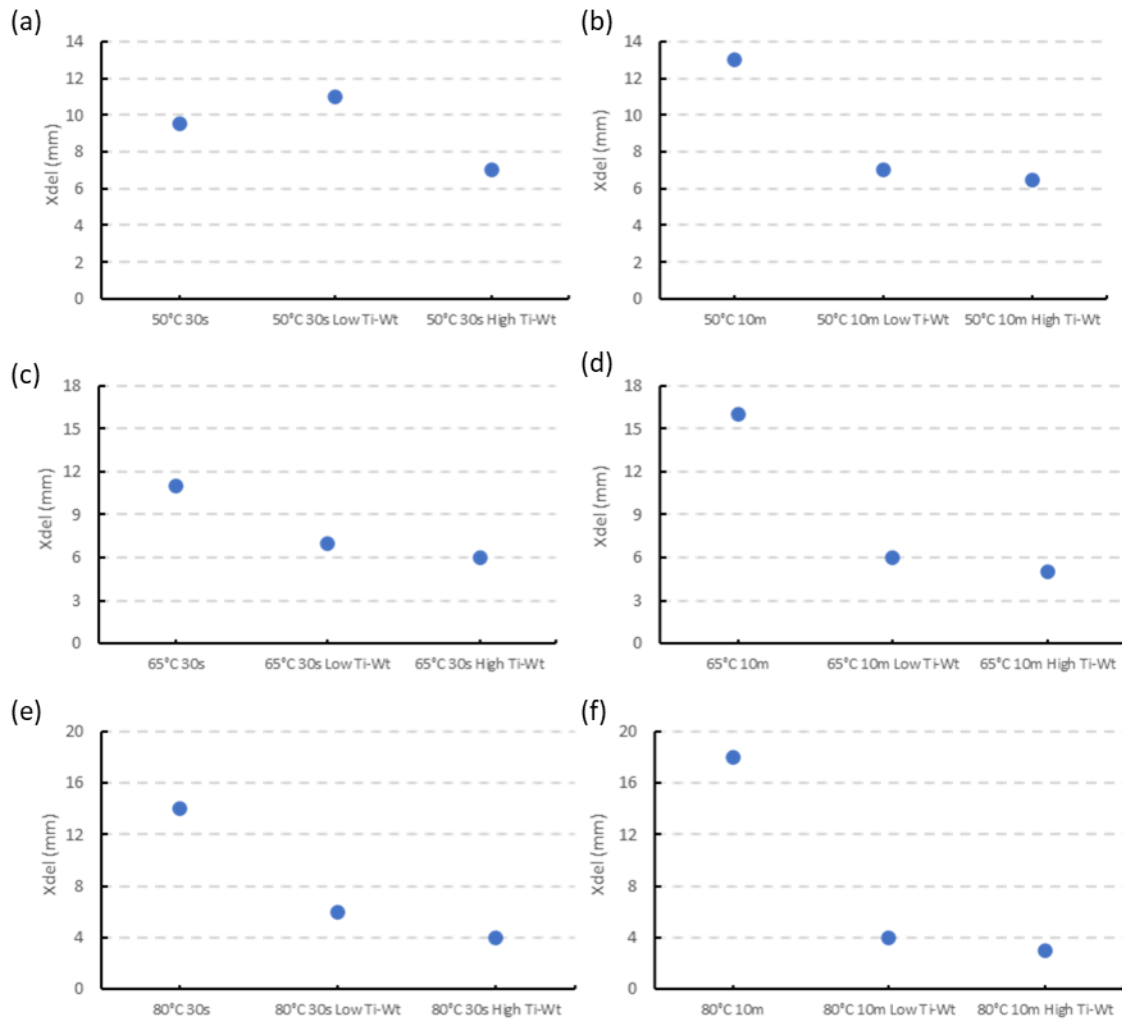 (a)
14
12
10
8
6
4
2
0
Xdel (mm)
50°C 30s 50°C 30s Low Ti-Wt 50°C 30s High Ti-Wt
(b)
14
12
10
8
6
4
2
0
Xdel (mm)
50°C 10m 50°C 10m Low Ti-Wt 50°C 10m High Ti-Wt
(c)
18
15
12
9
6
3
0
Xdel (mm)
65°C 30s 65°C 30s Low Ti-Wt 65°C 30s High Ti-Wt
(d)
18
15
12
9
6
3
0
Xdel (mm)
65°C 10m 65°C 10m Low Ti-Wt 65°C 10m High Ti-Wt
(e)
20
16
12
8
4
0
Xdel (mm)
80°C 30s 80°C 30s Low Ti-Wt 80°C 30s High Ti-Wt
(f)
20
16
12
8
4
0
Xdel (mm)
80°C 10m 80°C 10m Low Ti-Wt 80°C 10m High Ti-Wt